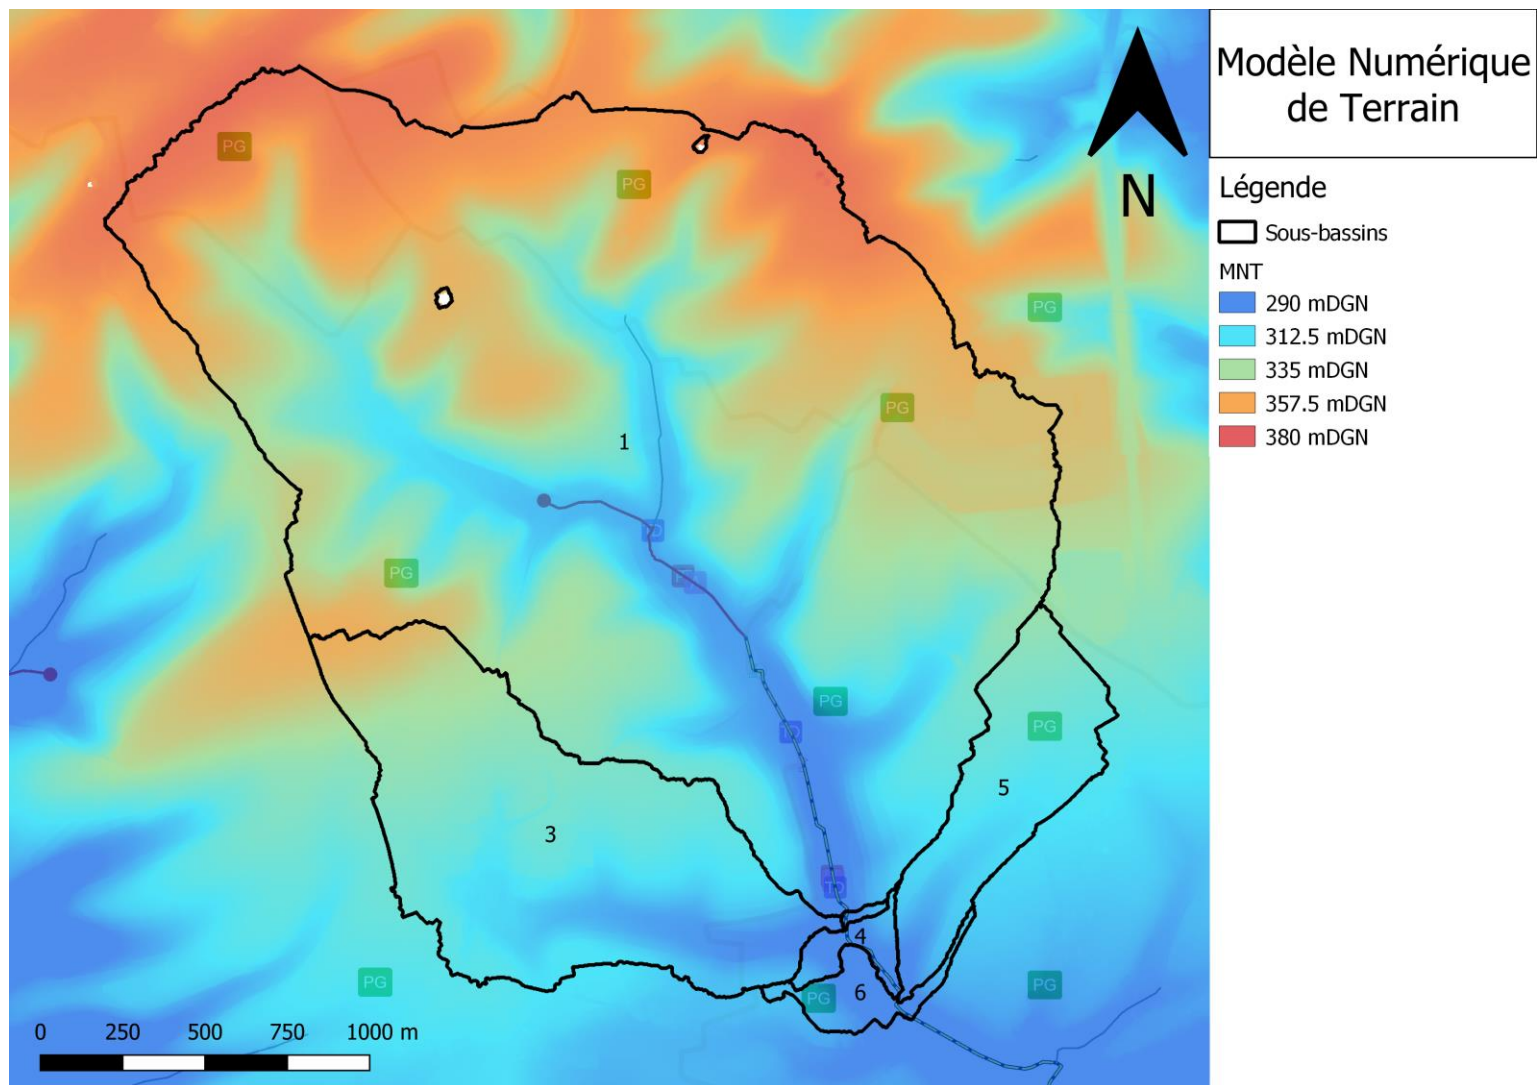 Modèle Numérique
de Terrain
N
Légende
Sous-bassins
MNT
290 mDGN
312.5 mDGN
335 mDGN
357.5 mDGN
380 mDGN
PG
PG
PG
PG
1
PG
PG
PG
5
3
4
PG
PG
6
PG
0 250 500 750 1000 m